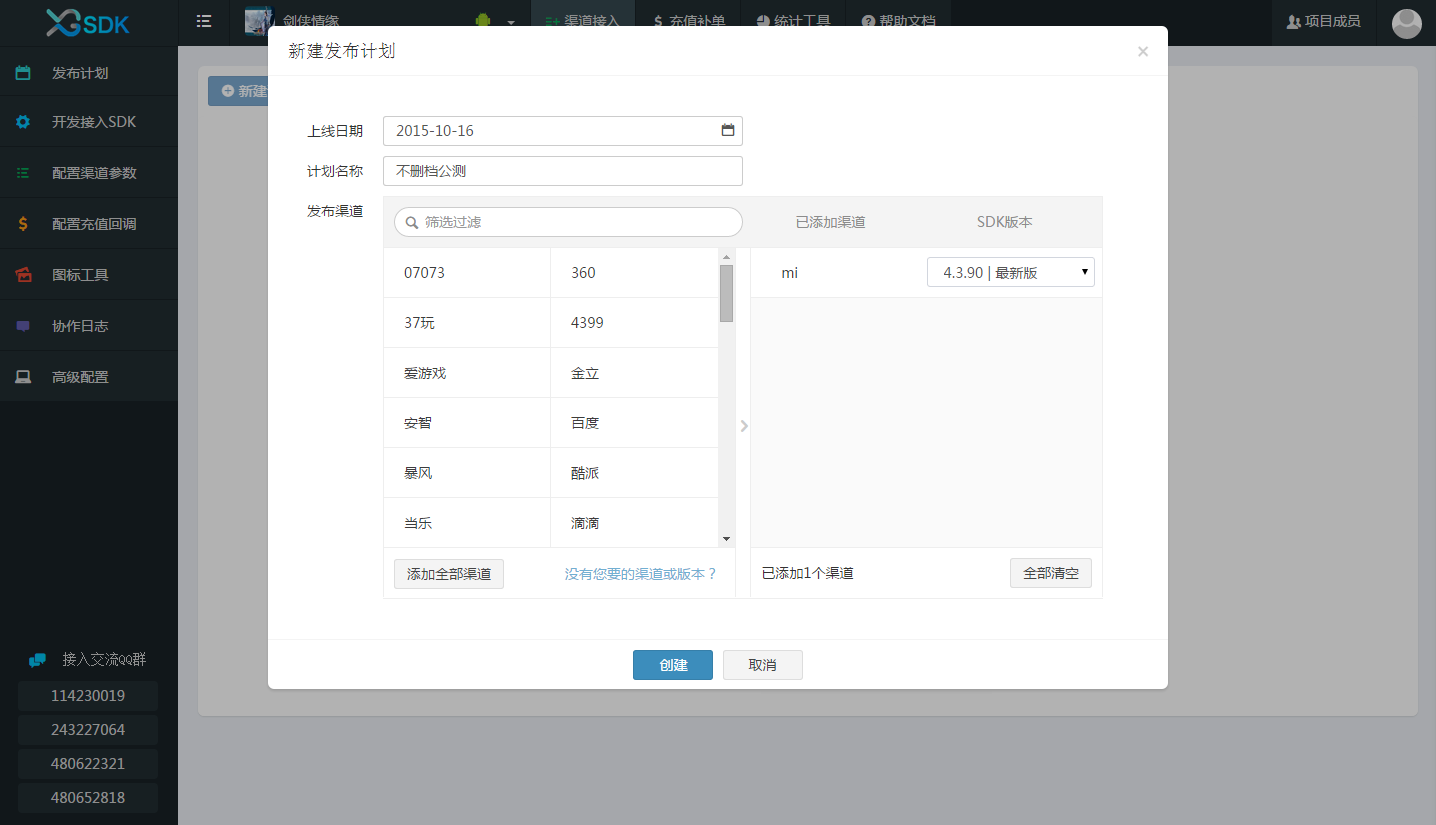 XGSDK
剑侠情缘
渠道接入
充值补单
统计工具
帮助文档
项目成员
发布计划
开发接入SDK
配置渠道参数
配置充值回调
图标工具
协作日志
高级配置
接入交流QQ群
114230019
243227064
480622321
480652818
新建
新建发布计划
×
上线日期
2015-10-16
计划名称
不删档公测
发布渠道
筛选过滤
已添加渠道
SDK版本
07073
360
mi
4.3.90 | 最新版
37玩
4399
爱游戏
金立
安智
百度
暴风
酷派
当乐
滴滴
添加全部渠道
没有您要的渠道或版本？
已添加1个渠道
全部清空
创建
取消